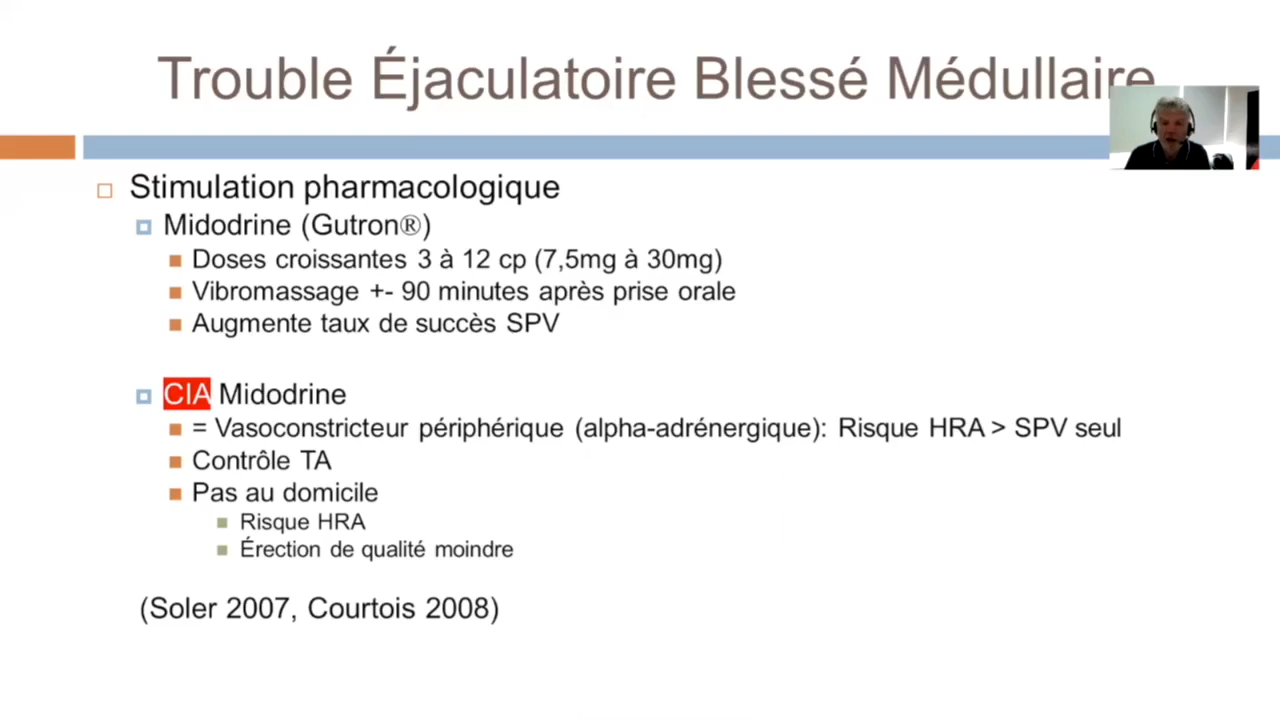 Trouble Éjaculatoire Blessé Médullaire
Stimulation pharmacologique
Midodrine (Gutron®)
Doses croissantes 3 à 12 cp (7,5mg à 30mg)
Vibromassage +- 90 minutes après prise orale
Augmente taux de succès SPV
CIA Midodrine
= Vasoconstricteur périphérique (alpha-adrénergique): Risque HRA > SPV seul
Contrôle TA
Pas au domicile
Risque HRA
Érection de qualité moindre
(Soler 2007, Courtois 2008)